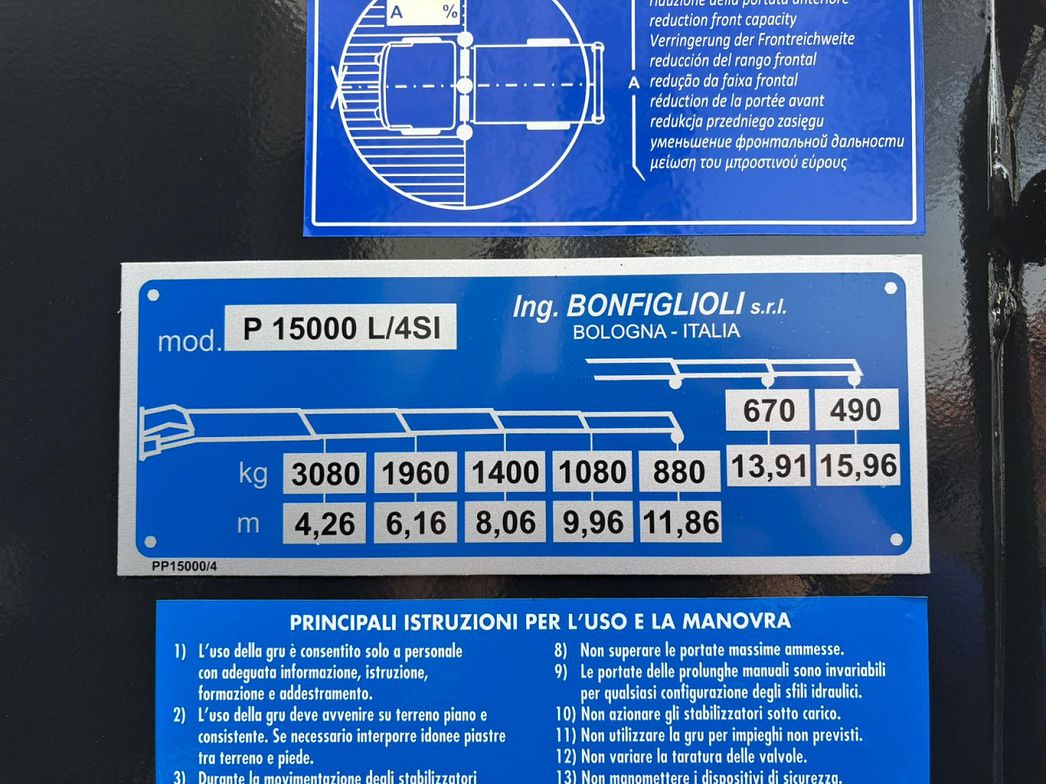 A %
riduzione della portata anteriore
reduction front capacity
Verringerung der Frontreichweite
reducción del rango frontal
A redução da faixa frontal
réduction de la portée avant
redukcja przedniego zasięgu
уменьшение фронтальной дальности
μείωση του μπροστινού εύρους
mod. P 15000 L/4SI
Ing. BONFIGLIOLI s.r.l.
BOLOGNA - ITALIA
670 490
13,91 15,96
kg 3080 1960 1400 1080 880
m 4,26 6,16 8,06 9,96 11,86
PP15000/4
PRINCIPALI ISTRUZIONI PER L'USO E LA MANOVRA
1) L'uso della gru è consentito solo a personale
con adeguata informazione, istruzione,
formazione e addestramento.
2) L'uso della gru deve avvenire su terreno piano e
consistente. Se necessario interporre idonee piastre
tra terreno e piede.
3) Durante la movimentazione degli stabilizzatori
8) Non superare le portate massime ammesse.
9) Le portate delle prolunghe manuali sono invariabili
per qualsiasi configurazione degli sfili idraulici.
10) Non azionare gli stabilizzatori sotto carico.
11) Non utilizzare la gru per impieghi non previsti.
12) Non variare la taratura delle valvole.
13) Non manomettere i dispositivi di sicurezza.